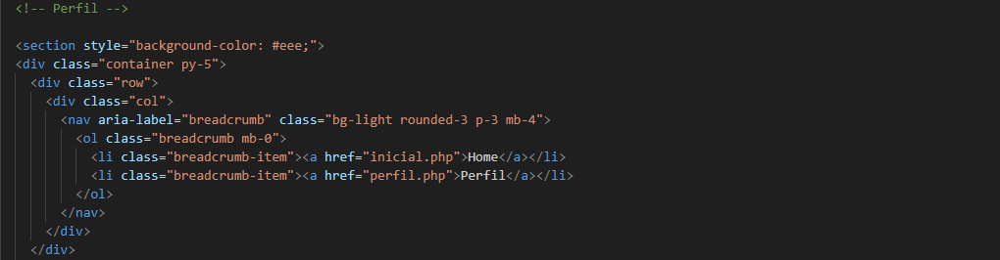 <!-- Perfil -->
<section style="background-color: #eee;">
<div class="container py-5">
<div class="row">
<div class="col">
<nav aria-label="breadcrumb" class="bg-light rounded-3 p-3 mb-4">
<ol class="breadcrumb mb-0">
<li class="breadcrumb-item"><a href="inicial.php">Home</a></li>
<li class="breadcrumb-item"><a href="perfil.php">Perfil</a></li>
</ol>
</nav>
</div>
</div>